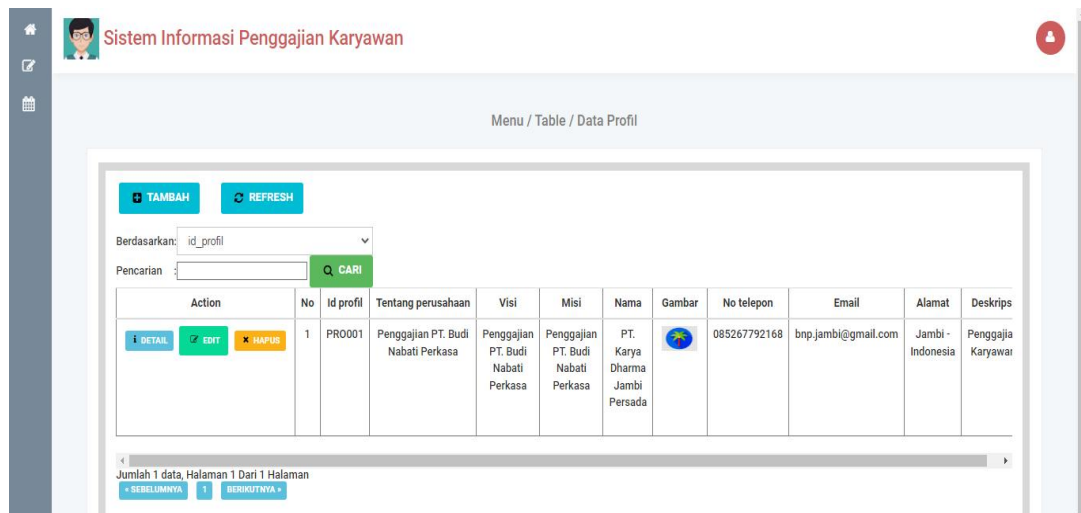 Sistem Informasi Penggajian Karyawan
Menu / Table / Data Profil
TAMBAH REFRESH
Berdasarkan: id_profil
Pencarian : CARI
Action No Id profil Tentang perusahaan Visi Misi Nama Gambar No telepon Email Alamat Deskrips
DETAIL EDIT HAPUS 1 PRO001 Penggajian PT. Budi Penggajian Penggajian PT. 085267792168 bnp.jambi@gmail.com Jambi - Penggajia
Nabati Perkasa PT. Budi PT. Budi Karya Indonesia Karyawar
Nabati Nabati Dharma
Perkasa Perkasa Jambi
Persada
Jumlah 1 data, Halaman 1 Dari 1 Halaman
« SEBELUMNYA 1 BERIKUTNYA »